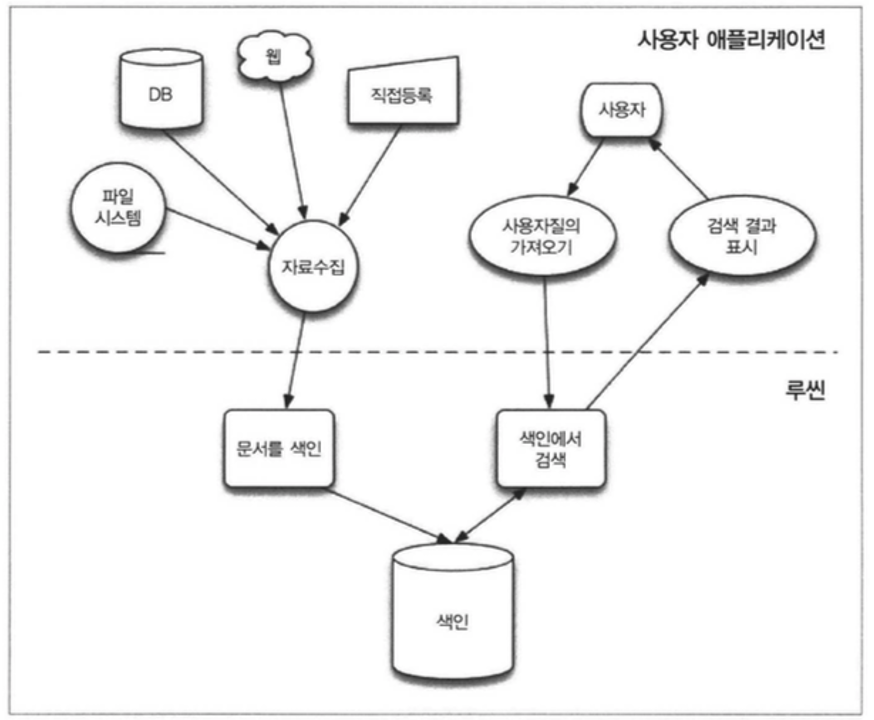 사용자 애플리케이션
웹
DB
직접등록
사용자
파일
시스템
사용자질의
가져오기
검색 결과
표시
자료수집
루씬
문서를 색인
색인에서
검색
색인